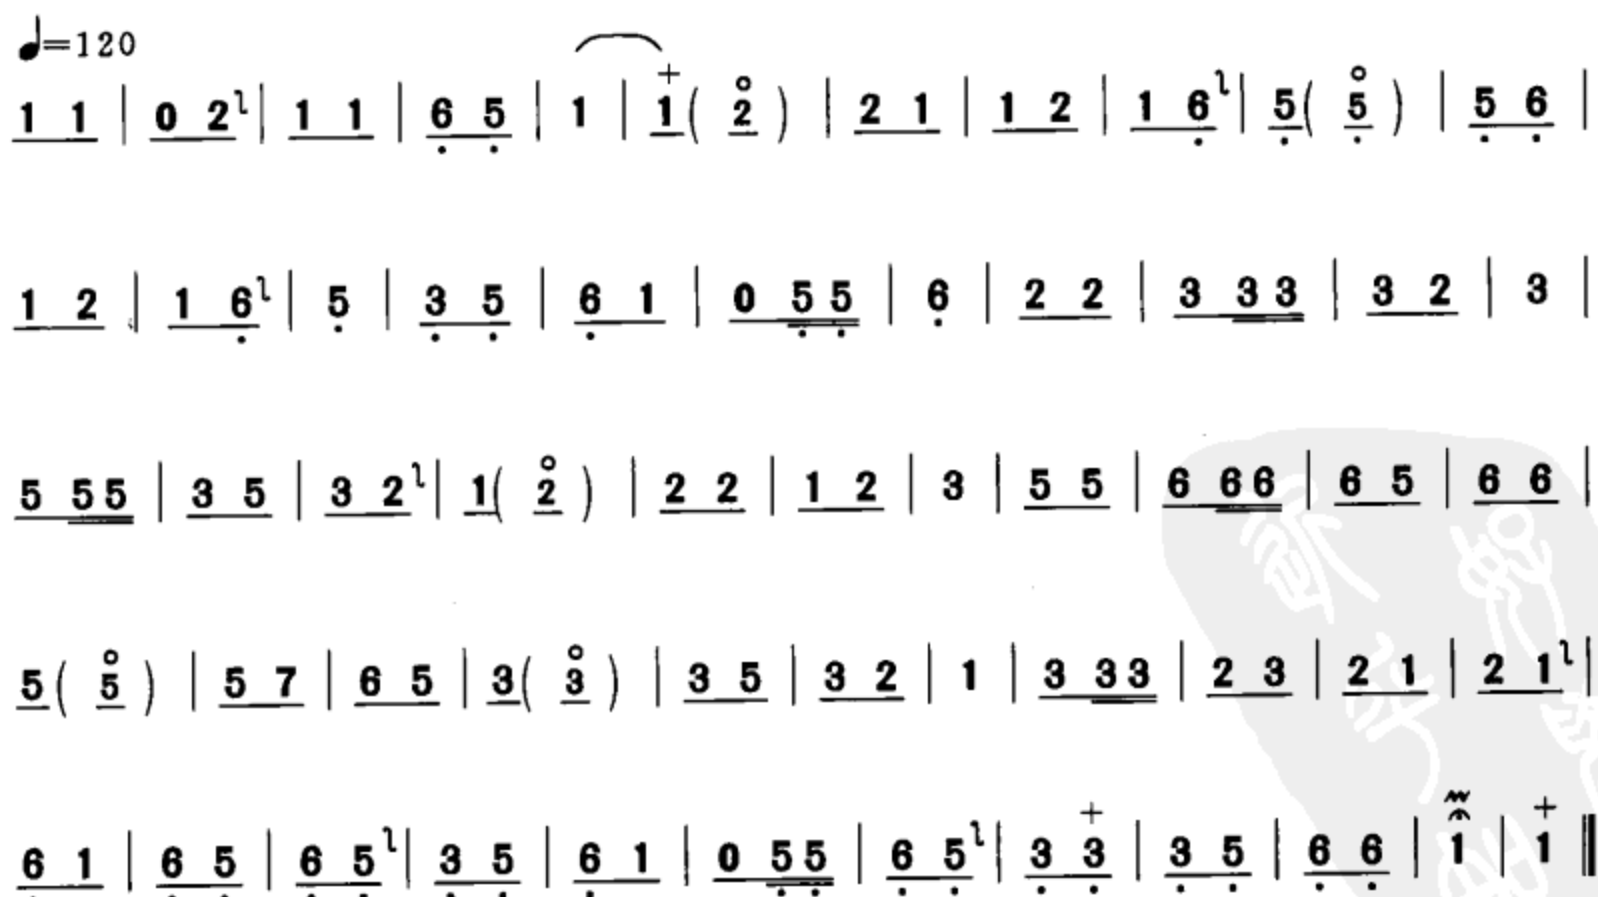 ♩=120
1 1 | 0 2 | 1 1 | 6̣ 5̣ | 1 | 1 ( 2 ) | 2 1 | 1 2 | 1 6̣ | 5̣ ( 5̣ ) | 5̣ 6̣ |
1 2 | 1 6̣ | 5̣ | 3̣ 5̣ | 6̣ 1 | 0 5̣ 5̣ | 6̣ | 2 2 | 3 3 3 | 3 2 | 3 |
5 5 5 | 3 5 | 3 2 | 1 ( 2 ) | 2 2 | 1 2 | 3 | 5 5 | 6 6 6 | 6 5 | 6 6 |
5 ( 5 ) | 5 7 | 6 5 | 3 ( 3 ) | 3 5 | 3 2 | 1 | 3 3 3 | 2 3 | 2 1 | 2 1 |
6̣ 1 | 6̣ 5̣ | 6̣ 5̣ | 3̣ 5̣ | 6̣ 1 | 0 5̣ 5̣ | 6̣ 5̣ | 3̣ 3̣ | 3̣ 5̣ | 6̣ 6̣ | 1 | 1 ‖